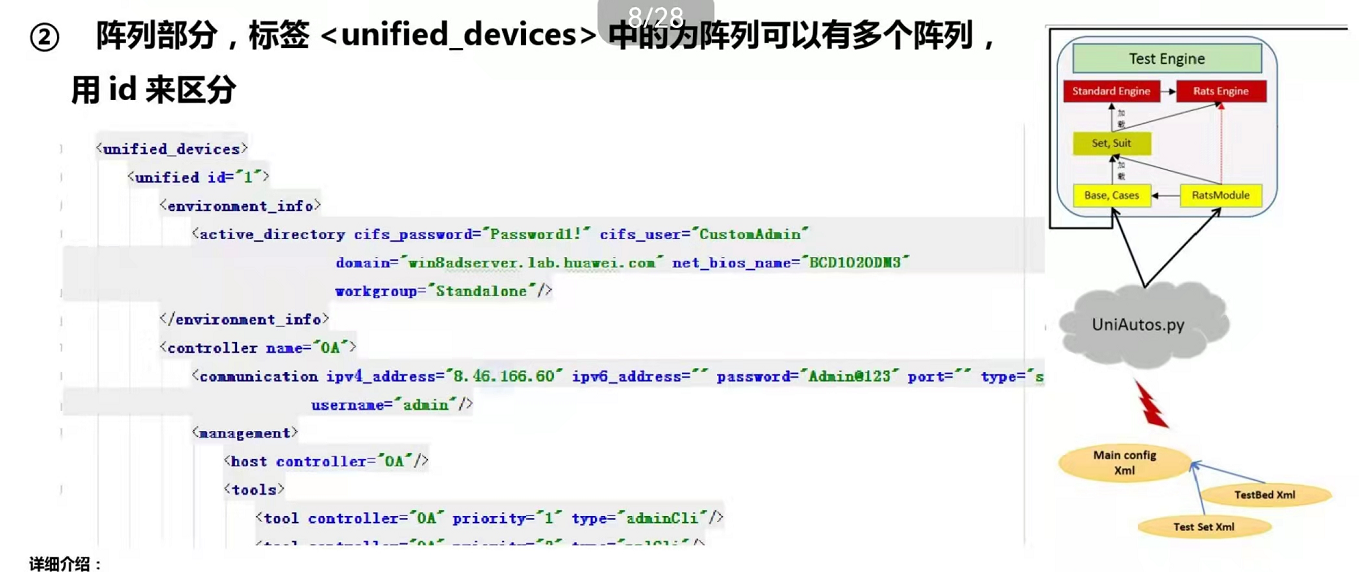 8/28
② 阵列部分，标签 <unified_devices> 中的为阵列可以有多个阵列，
用 id 来区分
<unified_devices>
<unified id="1">
<environment_info>
<active_directory cifs_password="Password1!" cifs_user="CustomAdmin"
domain="win8adserver.lab.huawei.com" net_bios_name="BCD1020DM3"
workgroup="Standalone"/>
</environment_info>
<controller name="0A">
<communication ipv4_address="8.46.166.60" ipv6_address="" password="Admin@123" port="" type="s
username="admin"/>
<management>
<host controller="0A"/>
<tools>
<tool controller="0A" priority="1" type="adminCli"/>
详细介绍：
Test Engine
Standard Engine
Rats Engine
加载
Set, Suit
加载
Base, Cases
RatsModule
UniAutos.py
Main config
Xml
TestBed Xml
Test Set Xml